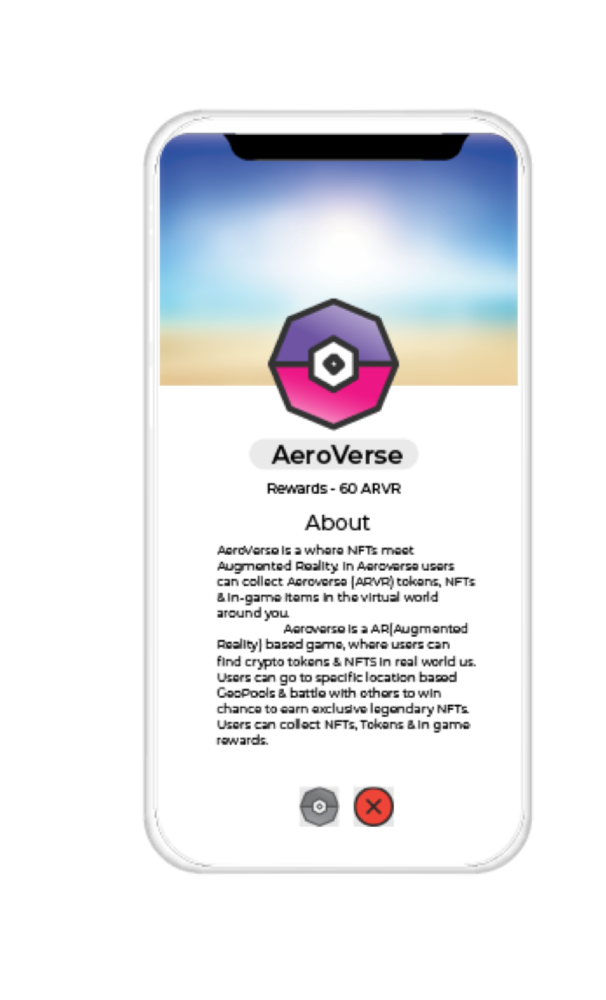 AeroVerse
Rewards - 60 ARVR
About
AeroVerse is a where NFTs meet
Augmented Reality. In Aeroverse users
can collect Aeroverse (ARVR) tokens, NFTs
& in-game items in the virtual world
around you.
Aeroverse is a AR(Augmented
Reality) based game, where users can
find crypto tokens & NFTS in real world us.
Users can go to specific location based
GeoPools & battle with others to win
chance to earn exclusive legendary NFTs.
Users can collect NFTs, Tokens & in game
rewards.